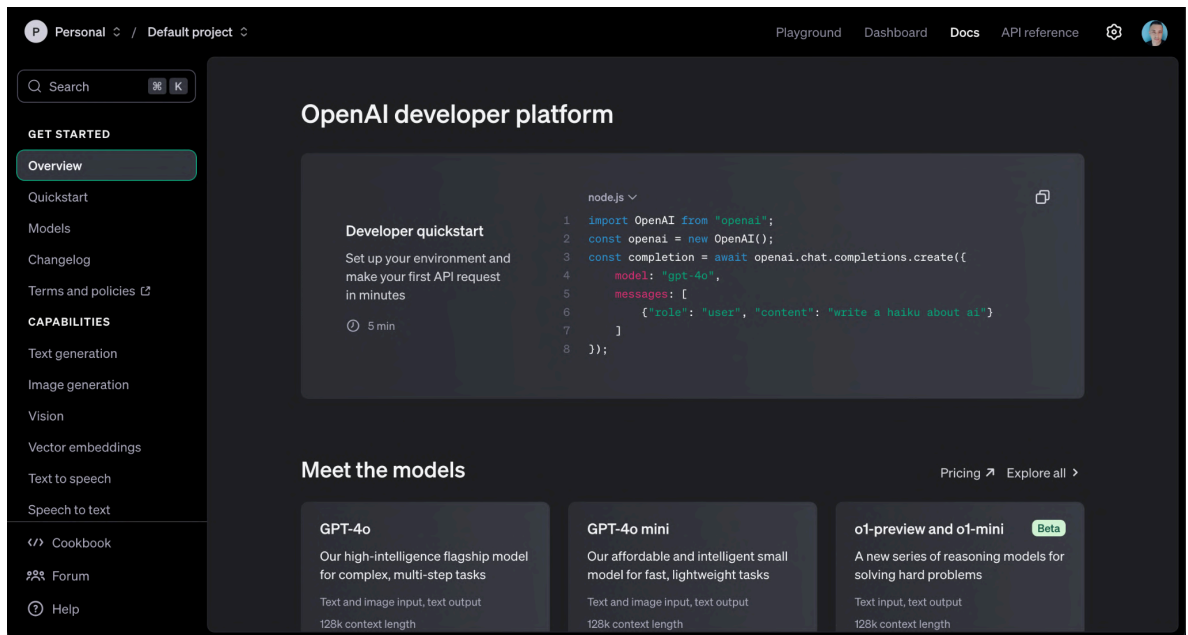 P Personal / Default project
Playground Dashboard Docs API reference
Search ⌘ K
GET STARTED
Overview
Quickstart
Models
Changelog
Terms and policies
CAPABILITIES
Text generation
Image generation
Vision
Vector embeddings
Text to speech
Speech to text
Cookbook
Forum
Help
OpenAI developer platform
Developer quickstart
Set up your environment and
make your first API request
in minutes
5 min
node.js
1 import OpenAI from "openai";
2 const openai = new OpenAI();
3 const completion = await openai.chat.completions.create({
4     model: "gpt-4o",
5     messages: [
6         {"role": "user", "content": "write a haiku about ai"}
7     ]
8 });
Meet the models
Pricing Explore all
GPT-4o
Our high-intelligence flagship model
for complex, multi-step tasks
Text and image input, text output
128k context length
GPT-4o mini
Our affordable and intelligent small
model for fast, lightweight tasks
Text and image input, text output
128k context length
o1-preview and o1-mini Beta
A new series of reasoning models for
solving hard problems
Text input, text output
128k context length